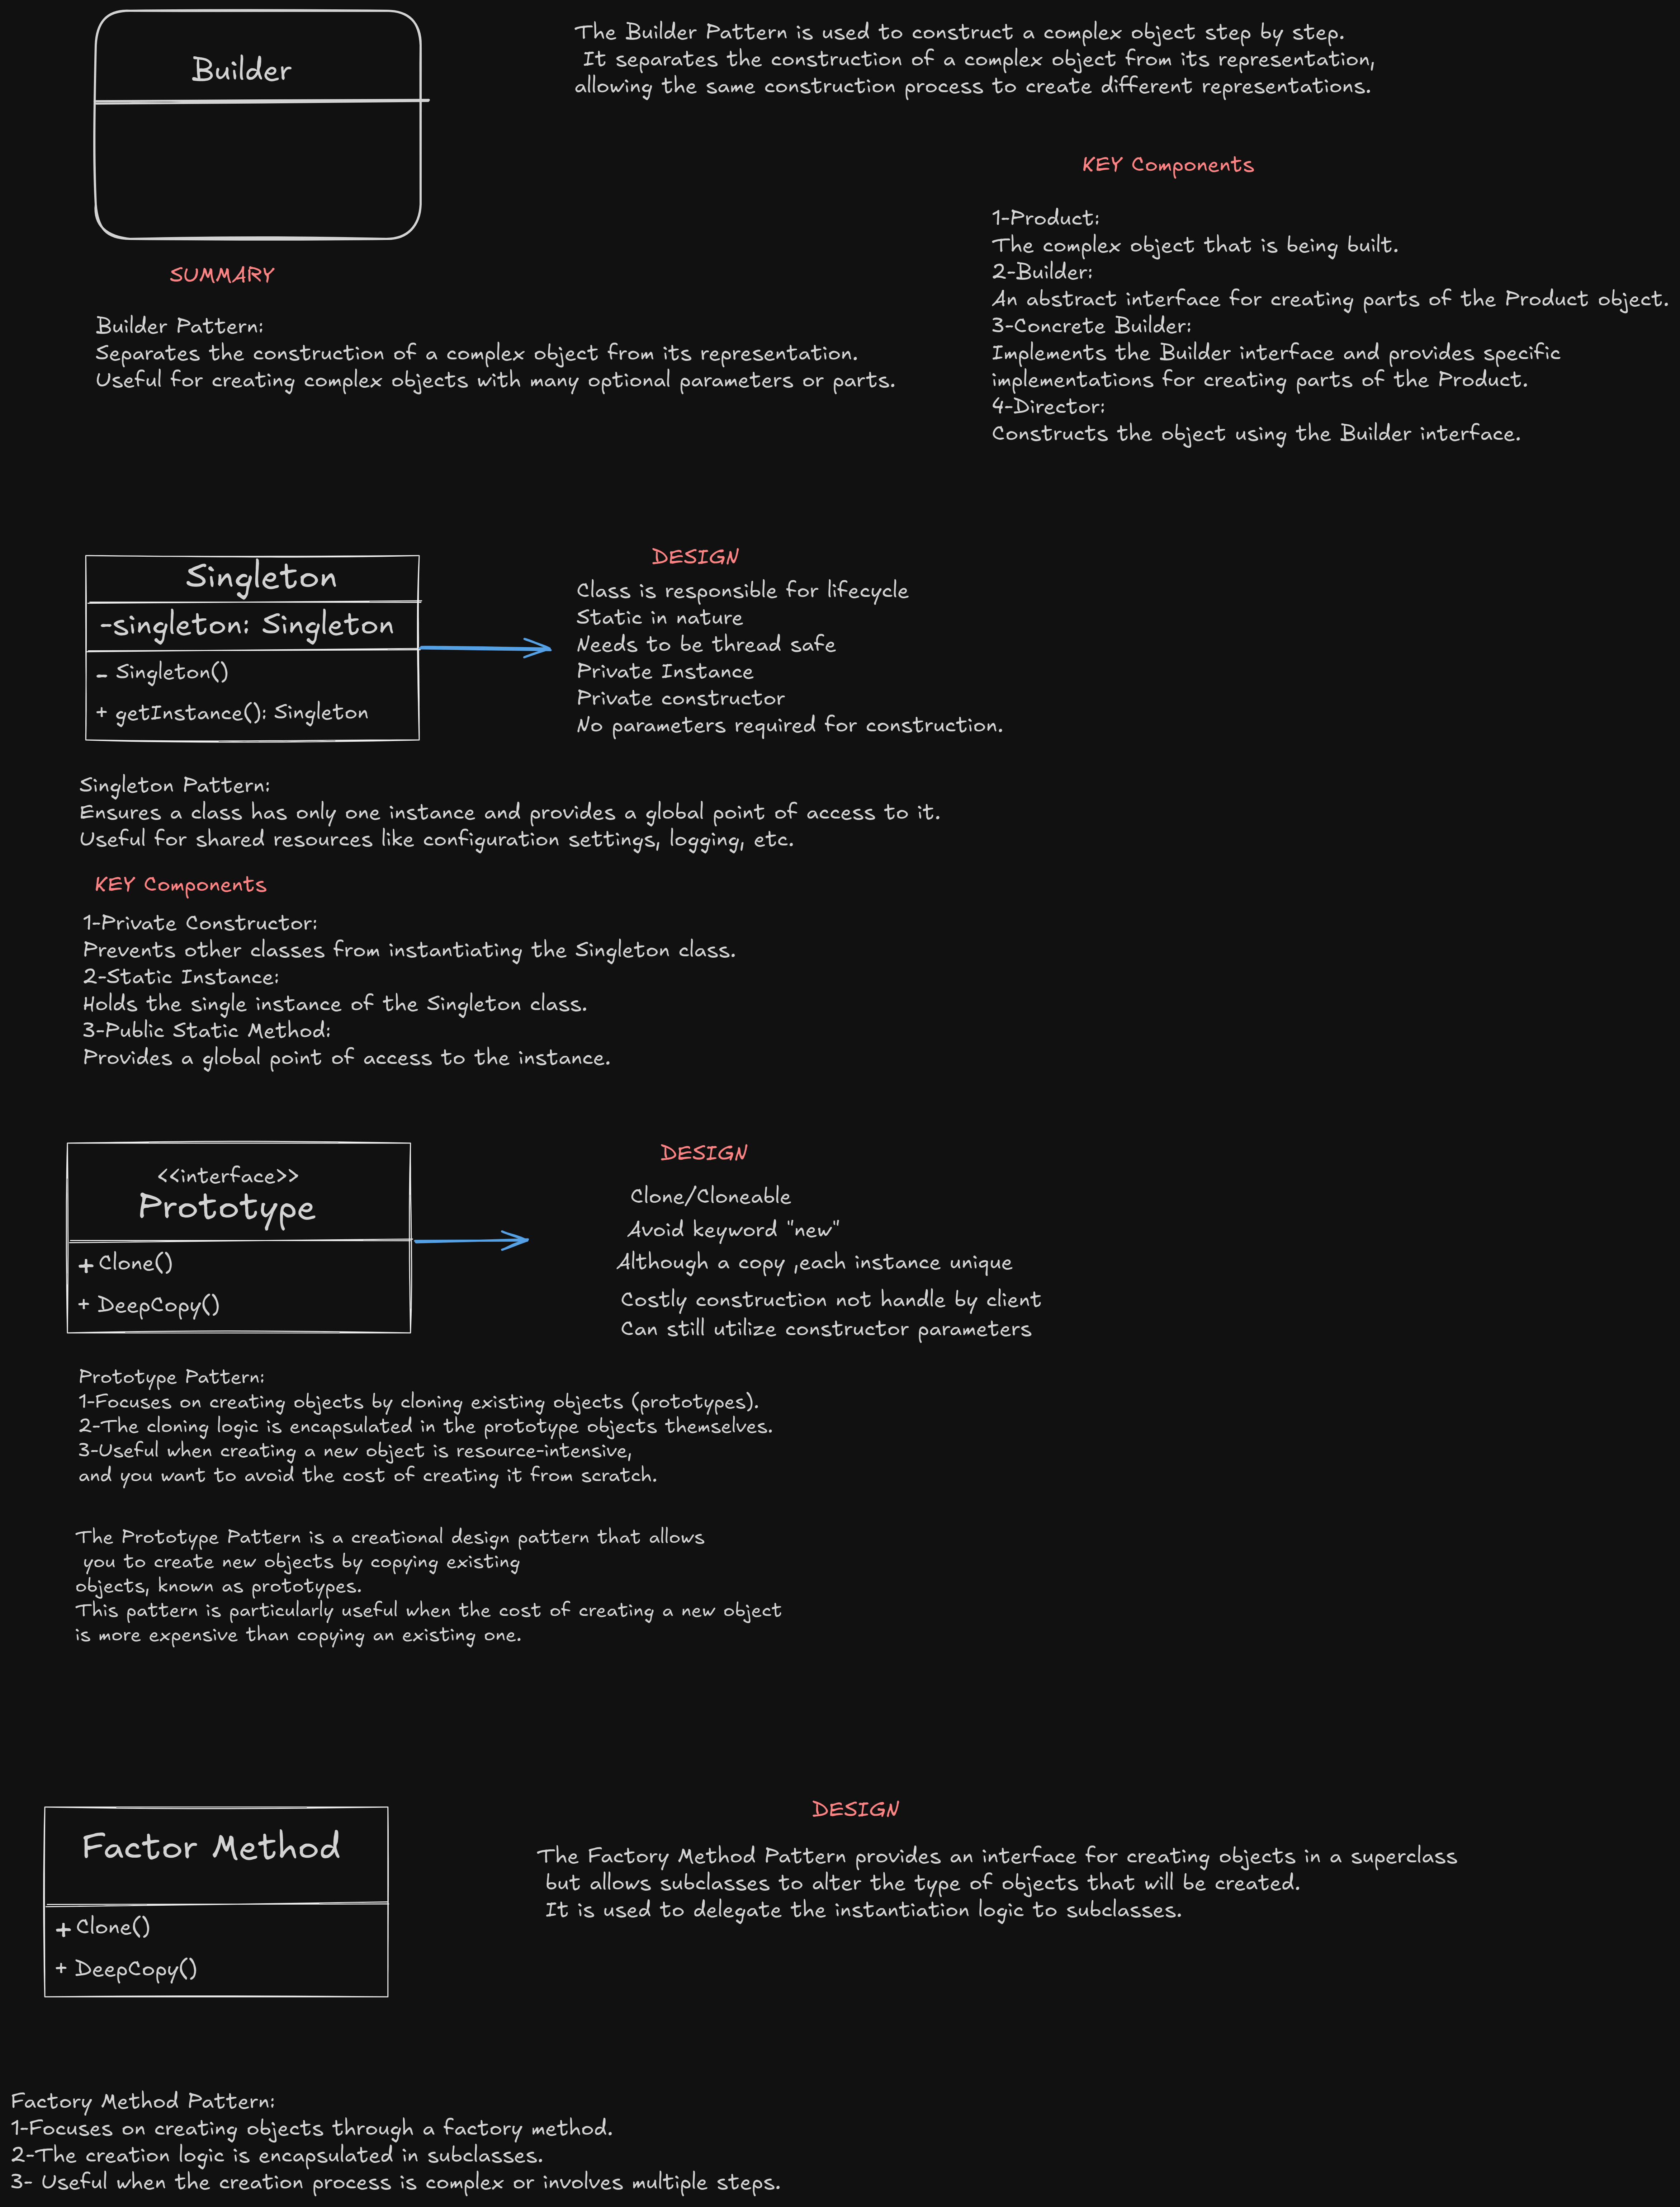 Builder
The Builder Pattern is used to construct a complex object step by step.
It separates the construction of a complex object from its representation,
allowing the same construction process to create different representations.
KEY Components
1-Product:
The complex object that is being built.
2-Builder:
An abstract interface for creating parts of the Product object.
3-Concrete Builder:
Implements the Builder interface and provides specific
implementations for creating parts of the Product.
4-Director:
Constructs the object using the Builder interface.
SUMMARY
Builder Pattern:
Separates the construction of a complex object from its representation.
Useful for creating complex objects with many optional parameters or parts.
Singleton
-singleton: Singleton
- Singleton()
+ getInstance(): Singleton
DESIGN
Class is responsible for lifecycle
Static in nature
Needs to be thread safe
Private Instance
Private constructor
No parameters required for construction.
Singleton Pattern:
Ensures a class has only one instance and provides a global point of access to it.
Useful for shared resources like configuration settings, logging, etc.
KEY Components
1-Private Constructor:
Prevents other classes from instantiating the Singleton class.
2-Static Instance:
Holds the single instance of the Singleton class.
3-Public Static Method:
Provides a global point of access to the instance.
<<interface>>
Prototype
+ Clone()
+ DeepCopy()
DESIGN
Clone/Cloneable
Avoid keyword "new"
Although a copy ,each instance unique
Costly construction not handle by client
Can still utilize constructor parameters
Prototype Pattern:
1-Focuses on creating objects by cloning existing objects (prototypes).
2-The cloning logic is encapsulated in the prototype objects themselves.
3-Useful when creating a new object is resource-intensive,
and you want to avoid the cost of creating it from scratch.
The Prototype Pattern is a creational design pattern that allows
you to create new objects by copying existing
objects, known as prototypes.
This pattern is particularly useful when the cost of creating a new object
is more expensive than copying an existing one.
Factor Method
+ Clone()
+ DeepCopy()
DESIGN
The Factory Method Pattern provides an interface for creating objects in a superclass
but allows subclasses to alter the type of objects that will be created.
It is used to delegate the instantiation logic to subclasses.
Factory Method Pattern:
1-Focuses on creating objects through a factory method.
2-The creation logic is encapsulated in subclasses.
3- Useful when the creation process is complex or involves multiple steps.